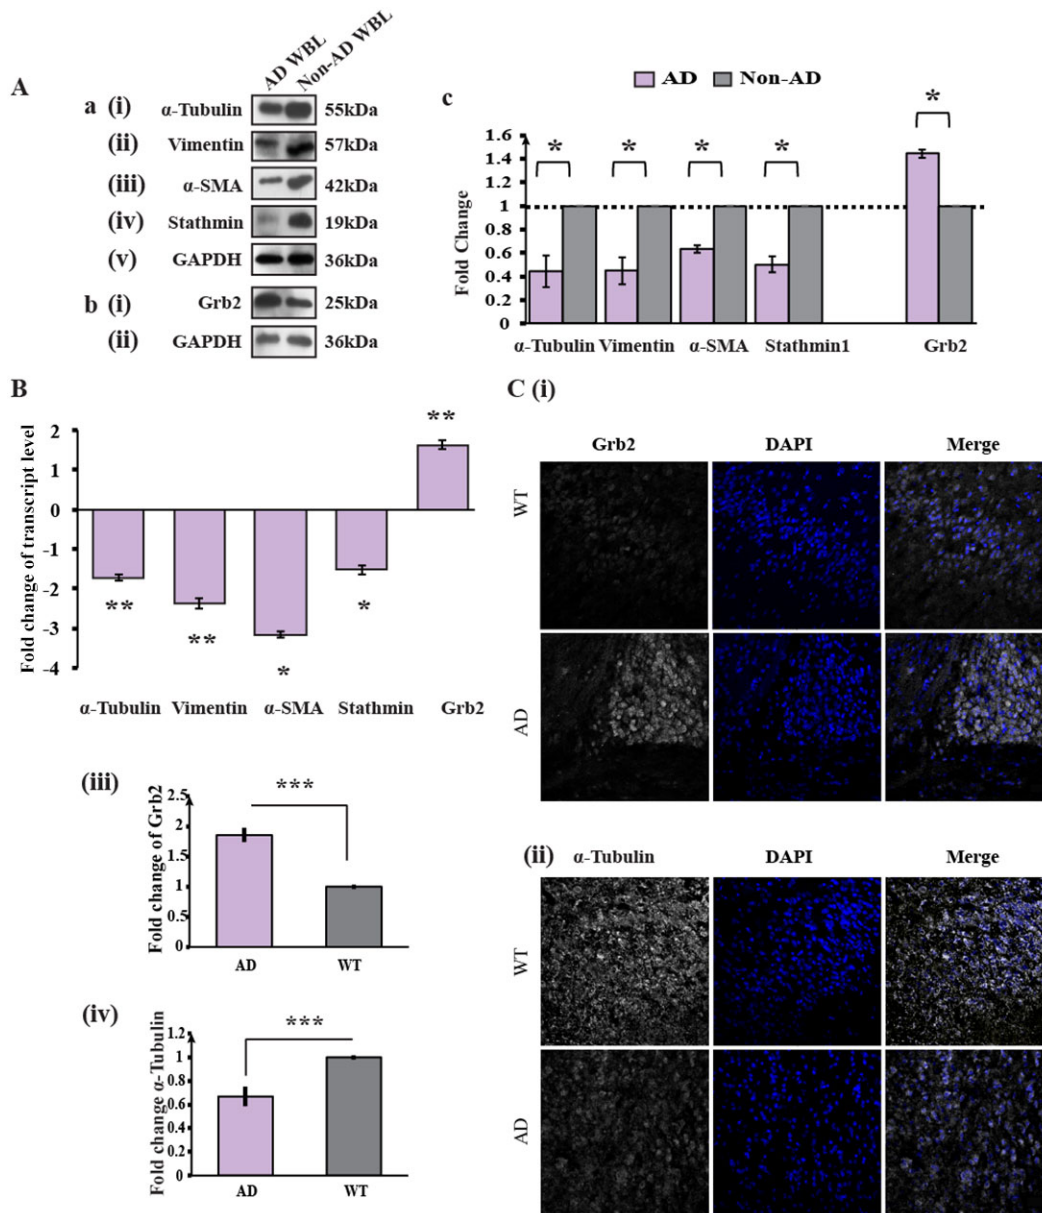 A
AD WBL
Non-AD WBL
a (i) α-Tubulin 55kDa
(ii) Vimentin 57kDa
(iii) α-SMA 42kDa
(iv) Stathmin 19kDa
(v) GAPDH 36kDa
b (i) Grb2 25kDa
(ii) GAPDH 36kDa
c
AD Non-AD
Fold Change
1.6
1.4
1.2
1
0.8
0.6
0.4
0.2
0
* * * * *
α-Tubulin Vimentin α-SMA Stathmin1 Grb2
B
Fold change of transcript level
2
1
0
-1
-2
-3
-4
** ** * * **
α-Tubulin Vimentin α-SMA Stathmin Grb2
C (i)
Grb2 DAPI Merge
WT
AD
(ii) α-Tubulin DAPI Merge
WT
AD
(iii)
Fold change of Grb2
2.5
2
1.5
1
0.5
0
***
AD WT
(iv)
Fold change α-Tubulin
1.2
1
0.8
0.6
0.4
0.2
0
***
AD WT